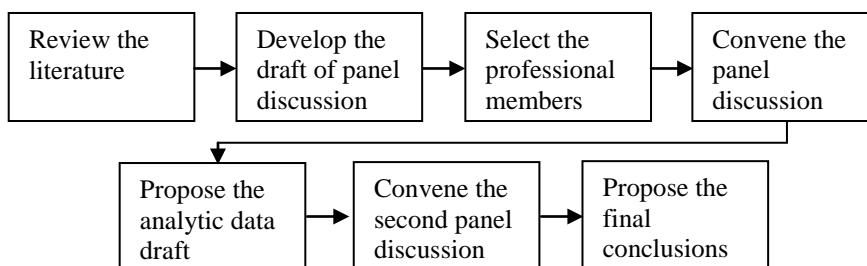 Review the
literature
Develop the
draft of panel
discussion
Select the
professional
members
Convene the
panel
discussion
Propose the
analytic data
draft
Convene the
second panel
discussion
Propose the
final
conclusions